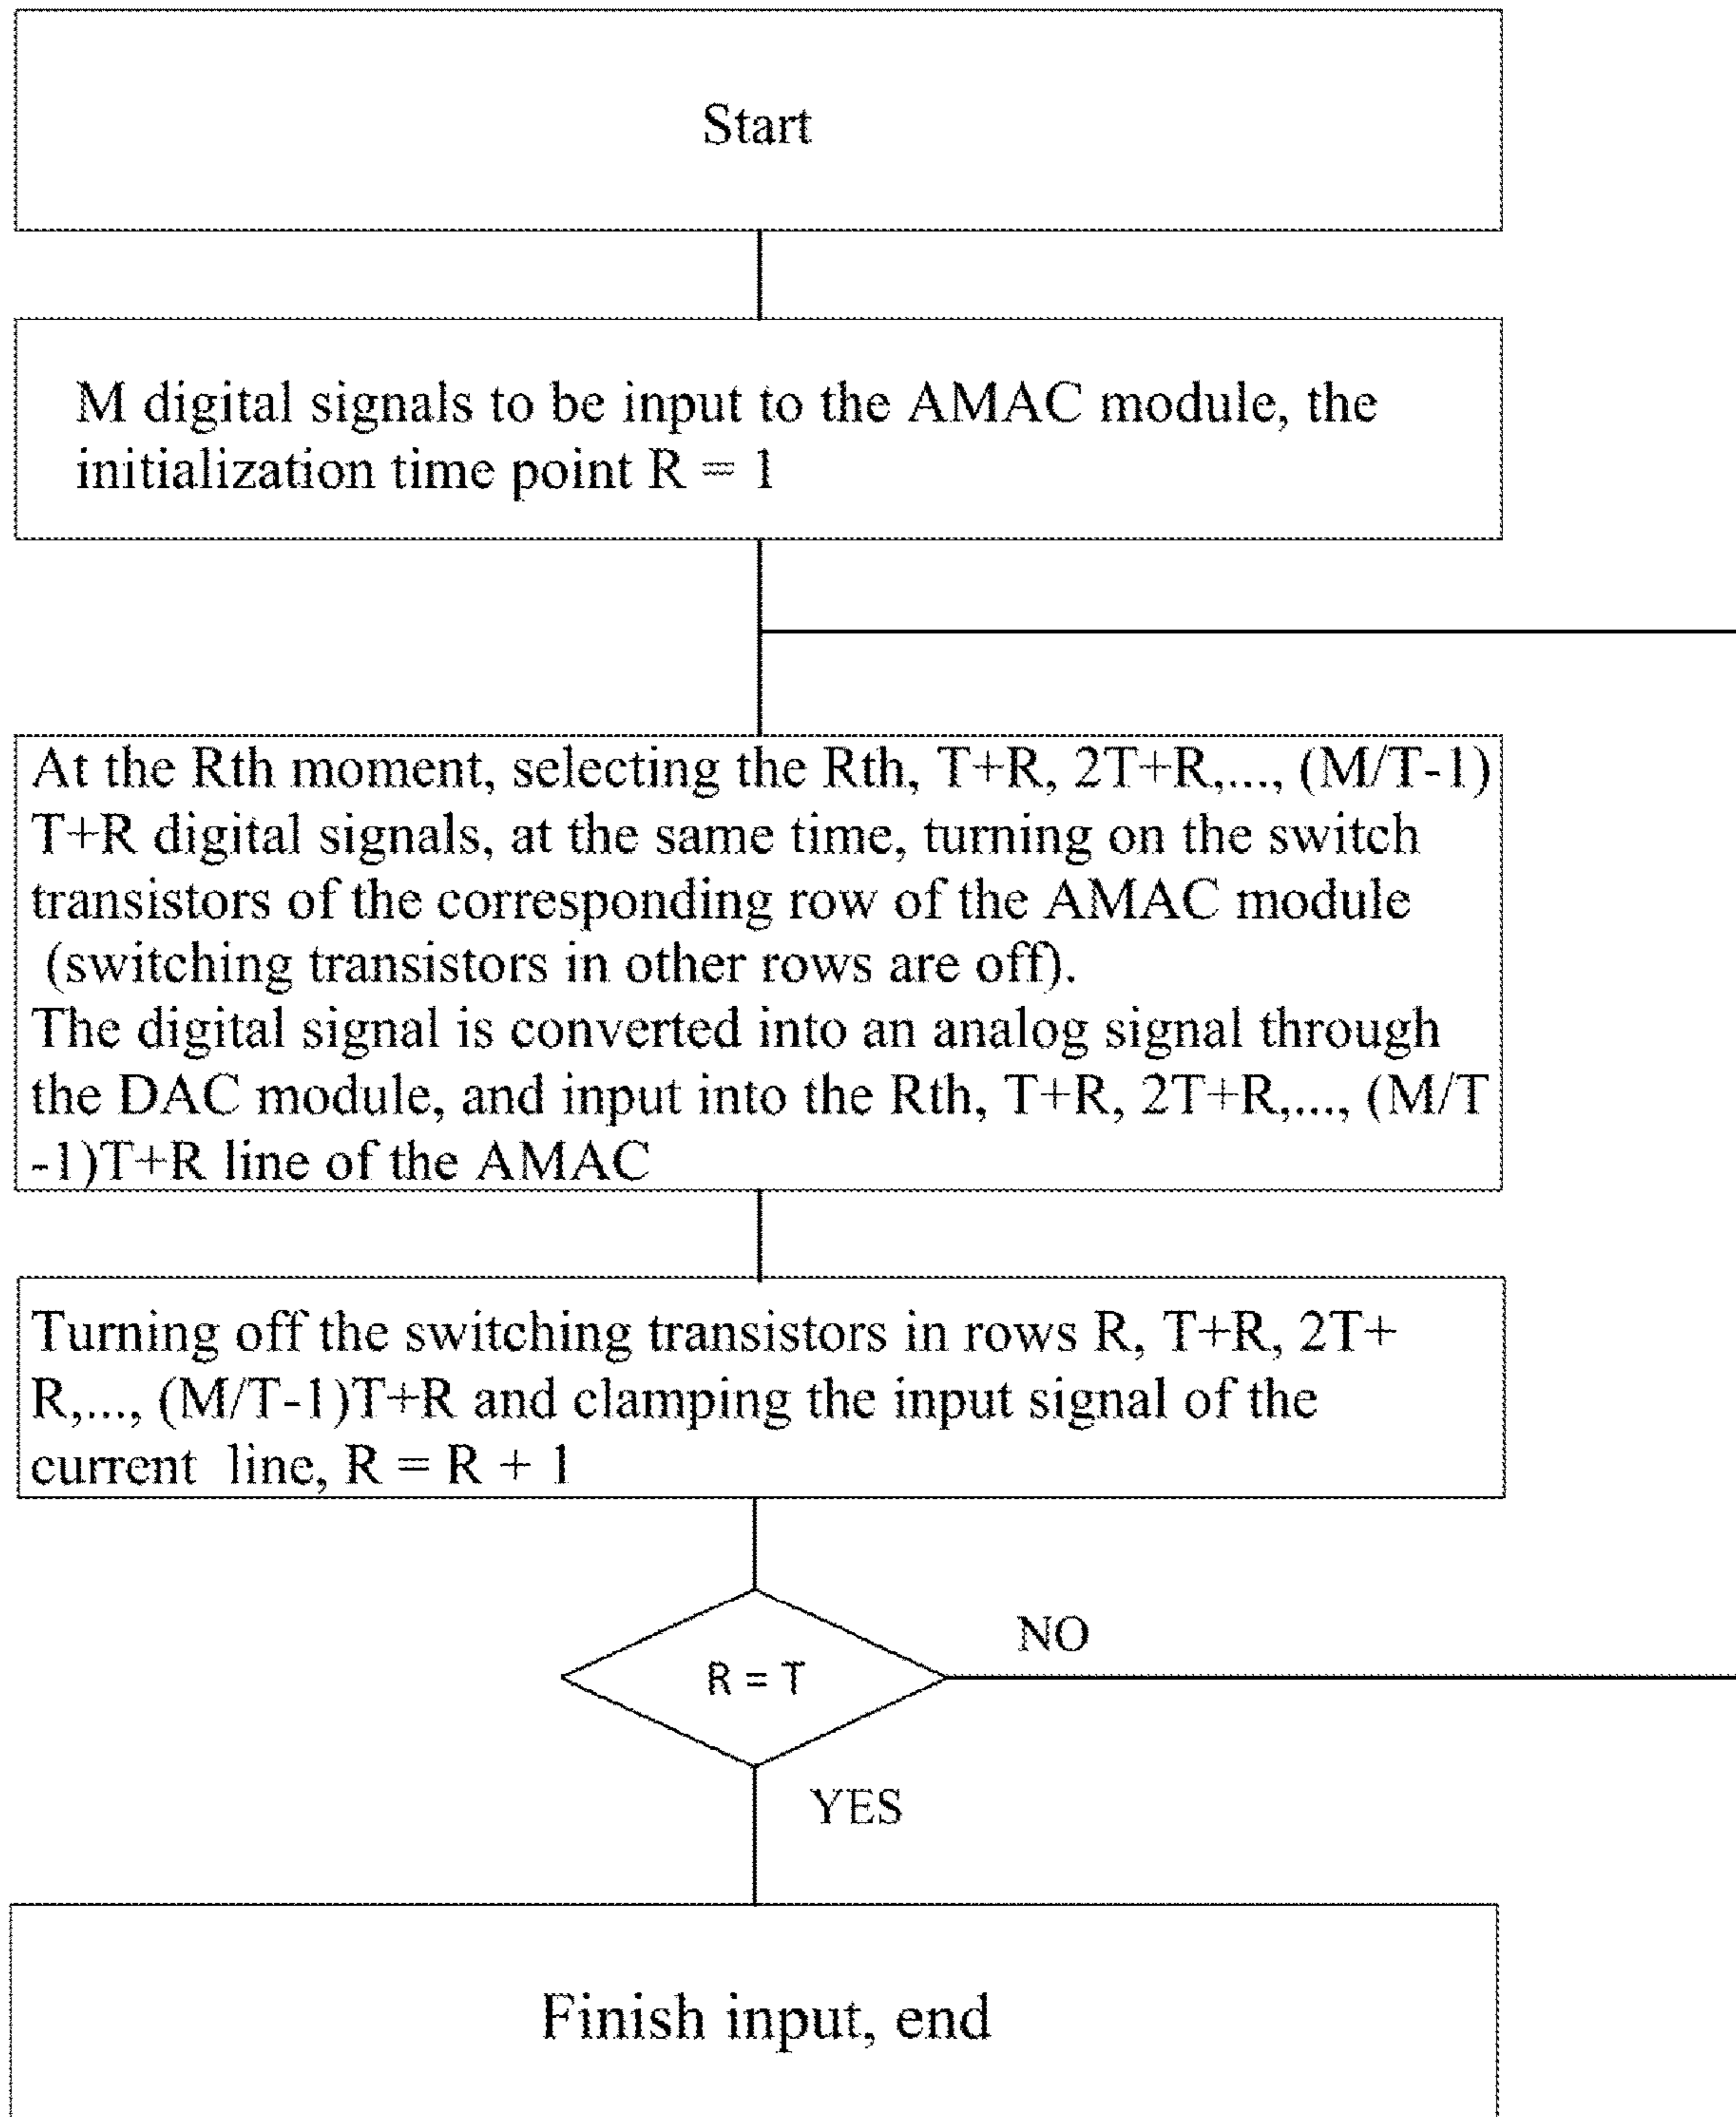 Start
M digital signals to be input to the AMAC module, the
initialization time point R = 1
At the Rth moment, selecting the Rth, T+R, 2T+R,..., (M/T-1)
T+R digital signals, at the same time, turning on the switch
transistors of the corresponding row of the AMAC module
(switching transistors in other rows are off).
The digital signal is converted into an analog signal through
the DAC module, and input into the Rth, T+R, 2T+R,..., (M/T
-1)T+R line of the AMAC
Turning off the switching transistors in rows R, T+R, 2T+
R,..., (M/T-1)T+R and clamping the input signal of the
current line, R = R + 1
R = T
NO
YES
Finish input, end